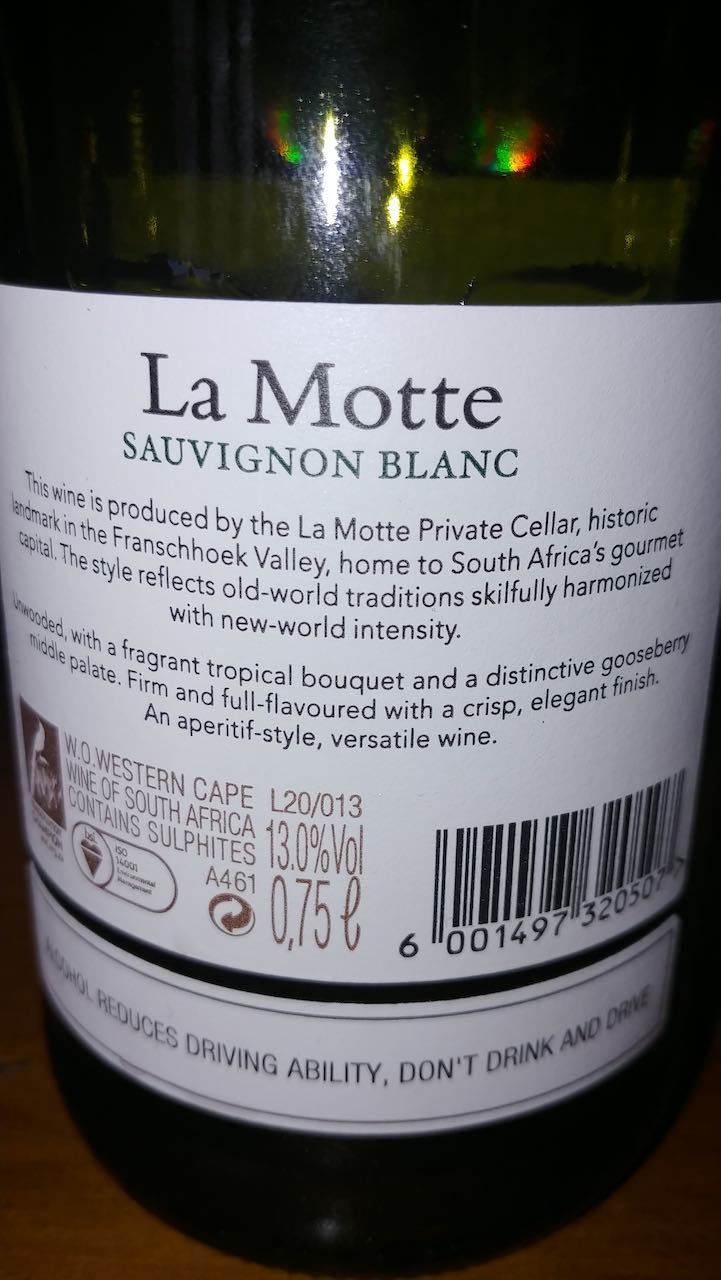 La Motte
SAUVIGNON BLANC
This wine is produced by the La Motte Private Cellar, historic
landmark in the Franschhoek Valley, home to South Africa's gourmet
capital. The style reflects old-world traditions skilfully harmonized
with new-world intensity.
Unwooded, with a fragrant tropical bouquet and a distinctive gooseberry
middle palate. Firm and full-flavoured with a crisp, elegant finish.
An aperitif-style, versatile wine.
W.O.WESTERN CAPE L20/013
WINE OF SOUTH AFRICA
CONTAINS SULPHITES 13.0%Vol
bsi
ISO
14001
Environmental
Management
A461
0,75 ℓ
6 001497 320507 >
ALCOHOL REDUCES DRIVING ABILITY, DON'T DRINK AND DRIVE